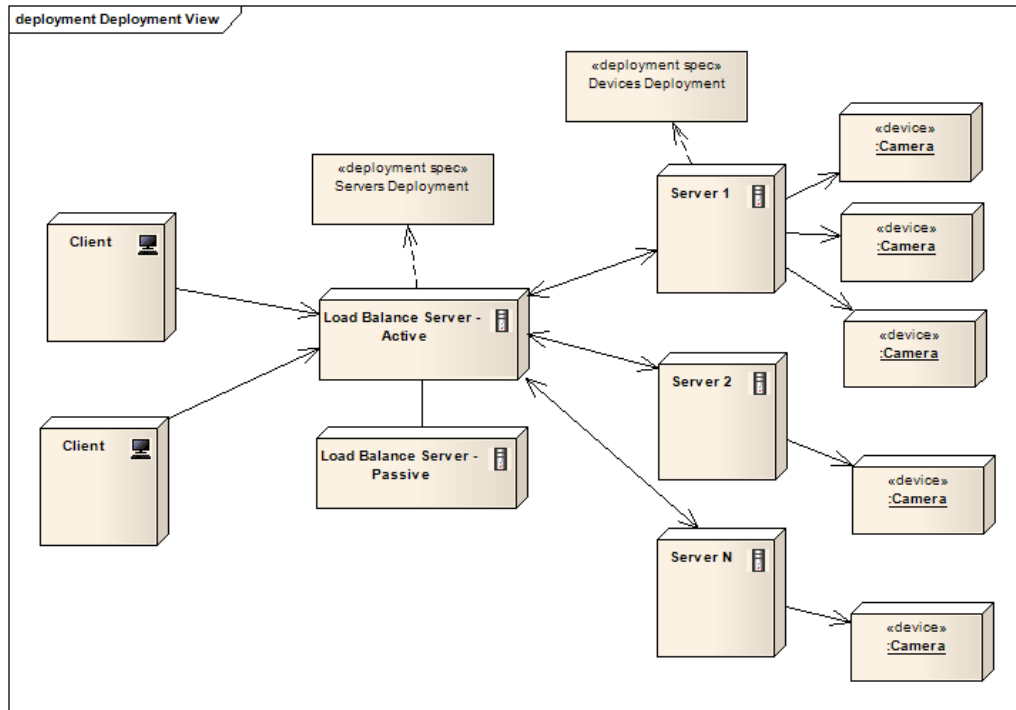 deployment Deployment View
«deployment spec»
Devices Deployment
«device»
:Camera
«deployment spec»
Servers Deployment
Server 1
«device»
:Camera
Client
Load Balance Server -
Active
«device»
:Camera
Server 2
Client
Load Balance Server -
Passive
«device»
:Camera
Server N
«device»
:Camera